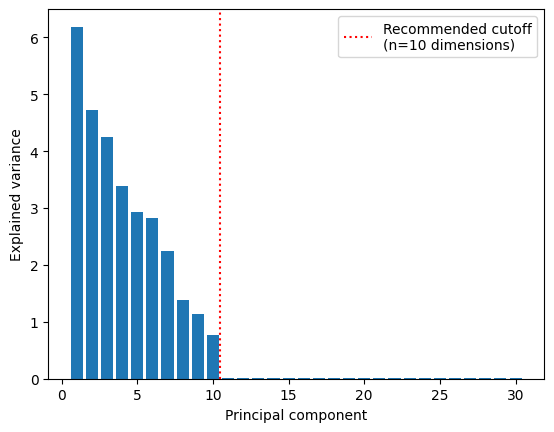 Recommended cutoff
(n=10 dimensions)
Explained variance
6
5
4
3
2
1
0
0 5 10 15 20 25 30
Principal component